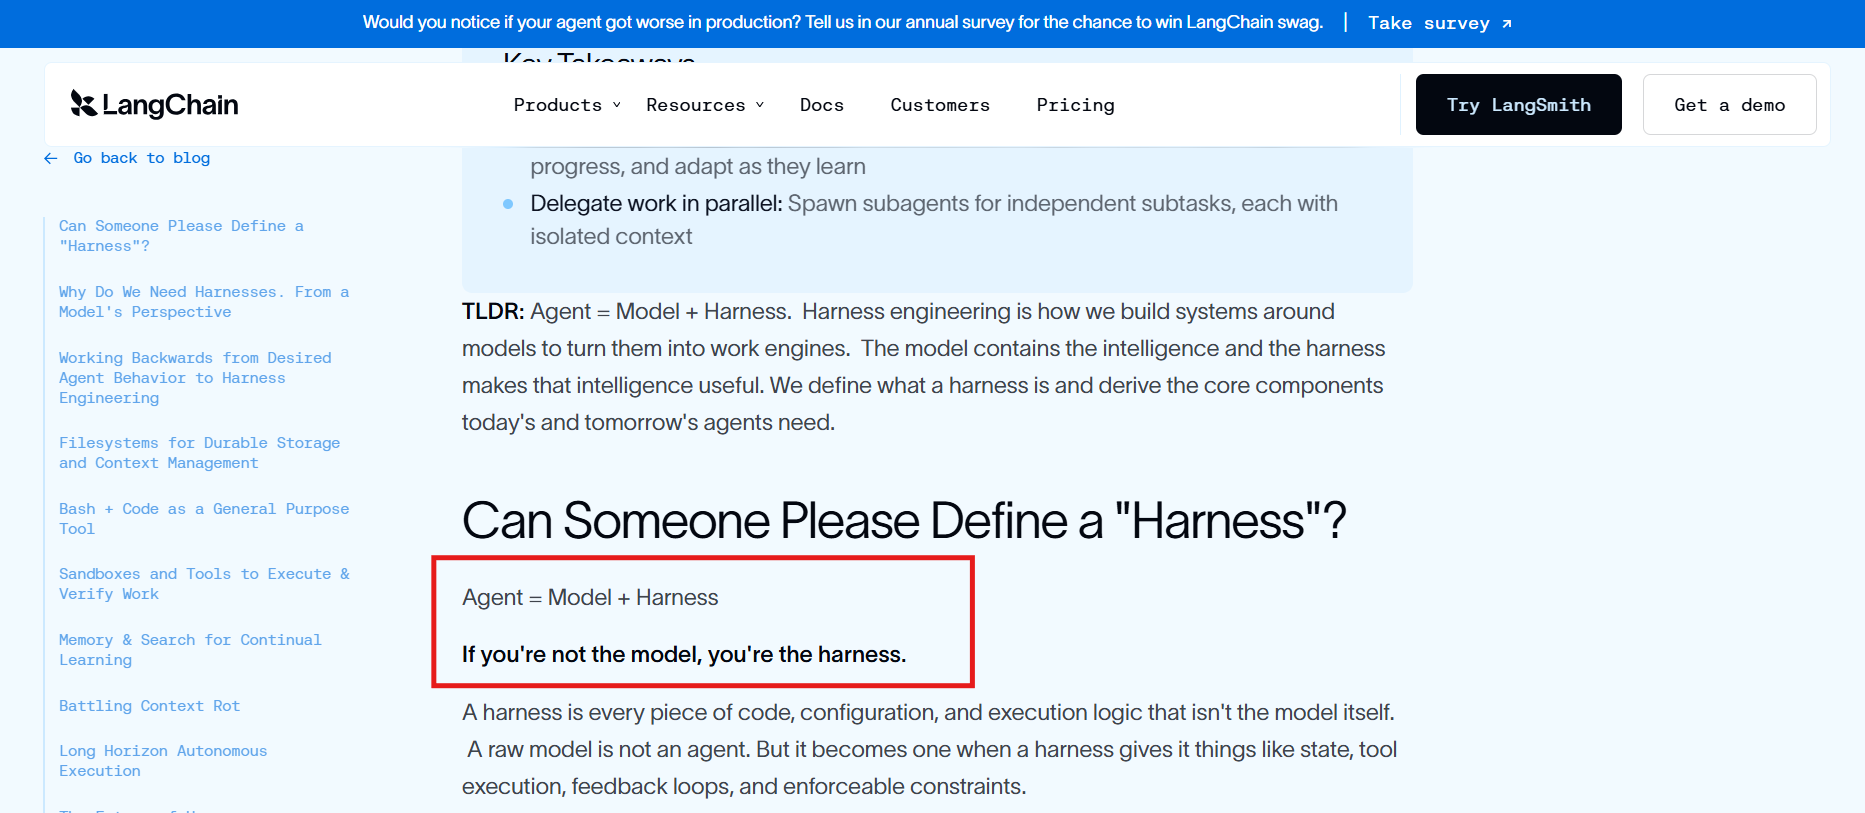 Would you notice if your agent got worse in production? Tell us in our annual survey for the chance to win LangChain swag. | Take survey ↗
Key Takeaways
LangChain
Products
Resources
Docs
Customers
Pricing
Try LangSmith
Get a demo
← Go back to blog
Can Someone Please Define a
"Harness"?
Why Do We Need Harnesses. From a
Model's Perspective
Working Backwards from Desired
Agent Behavior to Harness
Engineering
Filesystems for Durable Storage
and Context Management
Bash + Code as a General Purpose
Tool
Sandboxes and Tools to Execute &
Verify Work
Memory & Search for Continual
Learning
Battling Context Rot
Long Horizon Autonomous
Execution
progress, and adapt as they learn
Delegate work in parallel: Spawn subagents for independent subtasks, each with
isolated context
TLDR: Agent = Model + Harness.  Harness engineering is how we build systems around
models to turn them into work engines.  The model contains the intelligence and the harness
makes that intelligence useful. We define what a harness is and derive the core components
today's and tomorrow's agents need.
Can Someone Please Define a "Harness"?
Agent = Model + Harness
If you're not the model, you're the harness.
A harness is every piece of code, configuration, and execution logic that isn't the model itself.
A raw model is not an agent. But it becomes one when a harness gives it things like state, tool
execution, feedback loops, and enforceable constraints.